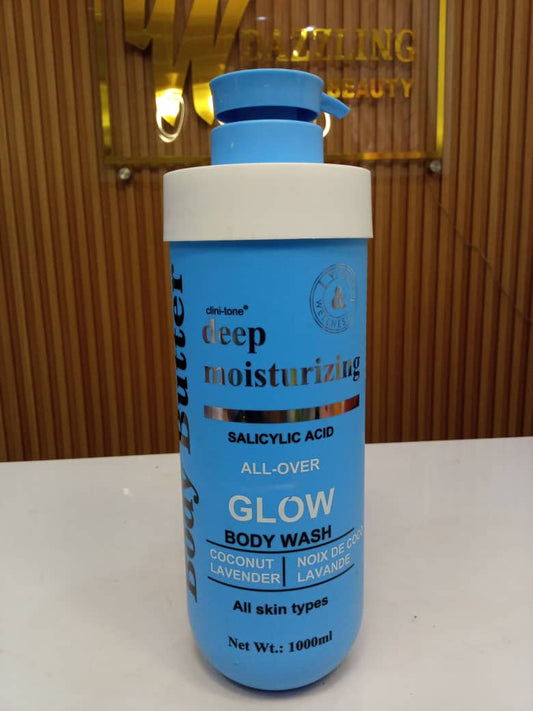 W DAZZLING
BEAUTY
WELLNESS
&
clini-tone®
deep
moisturizing
Body Butter
SALICYLIC ACID
ALL-OVER
GLOW
BODY WASH
COCONUT
LAVENDER
NOIX DE COCO
LAVANDE
All skin types
Net Wt.: 1000ml